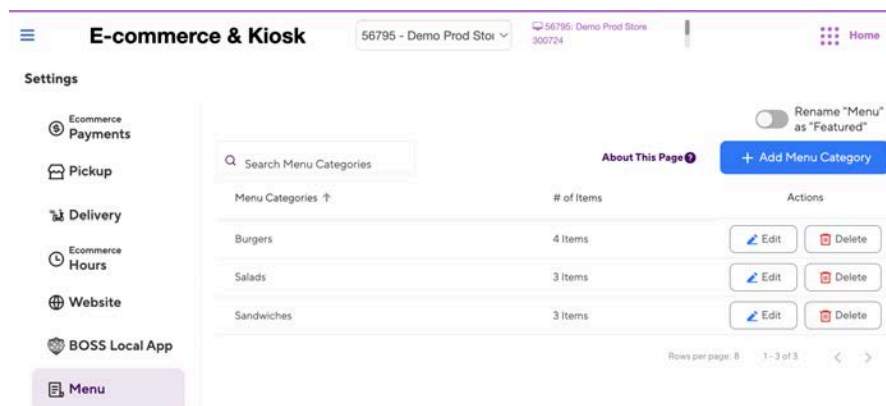 E-commerce & Kiosk
56795 - Demo Prod Stor
56795: Demo Prod Store
300724
Home
Settings
Rename "Menu"
as "Featured"
Ecommerce
Payments
Pickup
Delivery
Ecommerce
Hours
Website
BOSS Local App
Menu
Search Menu Categories
About This Page
+ Add Menu Category
Menu Categories ↑ # of Items Actions
Burgers 4 Items Edit Delete
Salads 3 Items Edit Delete
Sandwiches 3 Items Edit Delete
Rows per page: 8 1-3 of 3